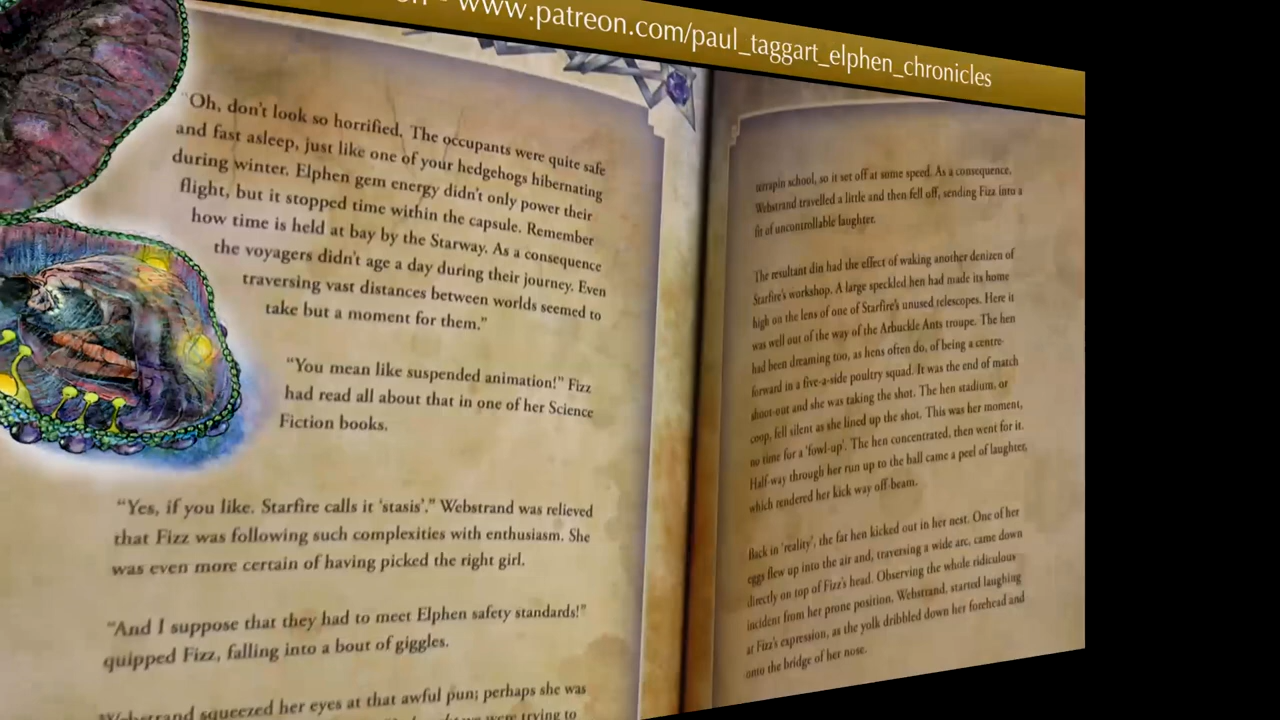 www.patreon.com/paul_taggart_elphen_chronicles
"Oh, don't look so horrified. The occupants were quite safe
and fast asleep, just like one of your hedgehogs hibernating
during winter. Elphen gem energy didn't only power their
flight, but it stopped time within the capsule. Remember
how time is held at bay by the Starway. As a consequence
the voyagers didn't age a day during their journey. Even
traversing vast distances between worlds seemed to
take but a moment for them."
"You mean like suspended animation!" Fizz
had read all about that in one of her Science
Fiction books.
"Yes, if you like. Starfire calls it 'stasis'." Webstrand was relieved
that Fizz was following such complexities with enthusiasm. She
was even more certain of having picked the right girl.
"And I suppose that they had to meet Elphen safety standards!"
quipped Fizz, falling into a bout of giggles.
Webstrand squeezed her eyes at that awful pun; perhaps she was
were trying to
terrapin school, so it set off at some speed. As a consequence,
Webstrand travelled a little and then fell off, sending Fizz into a
fit of uncontrollable laughter.
The resultant din had the effect of waking another denizen of
Starfire's workshop. A large speckled hen had made its home
high on the lens of one of Starfire's unused telescopes. Here it
was well out of the way of the Arbuckle Ants troupe. The hen
had been dreaming too, as hens often do, of being a centre-
forward in a five-a-side poultry squad. It was the end of match
shoot-out and she was taking the shot. The hen stadium, or
coup, fell silent as she lined up the shot. This was her moment,
no time for a 'fowl-up'. The hen concentrated, then went for it.
Half-way through her run up to the ball came a peel of laughter,
which rendered her kick way off-beam.
Back in 'reality', the far hen kicked out in her nest. One of her
eggs flew up into the air and, traversing a wide arc, came down
directly on top of Fizz's head. Observing the whole ridiculous
incident from her prone position, Webstrand, started laughing
at Fizz's expression, as the yolk dribbled down her forehead and
onto the bridge of her nose.